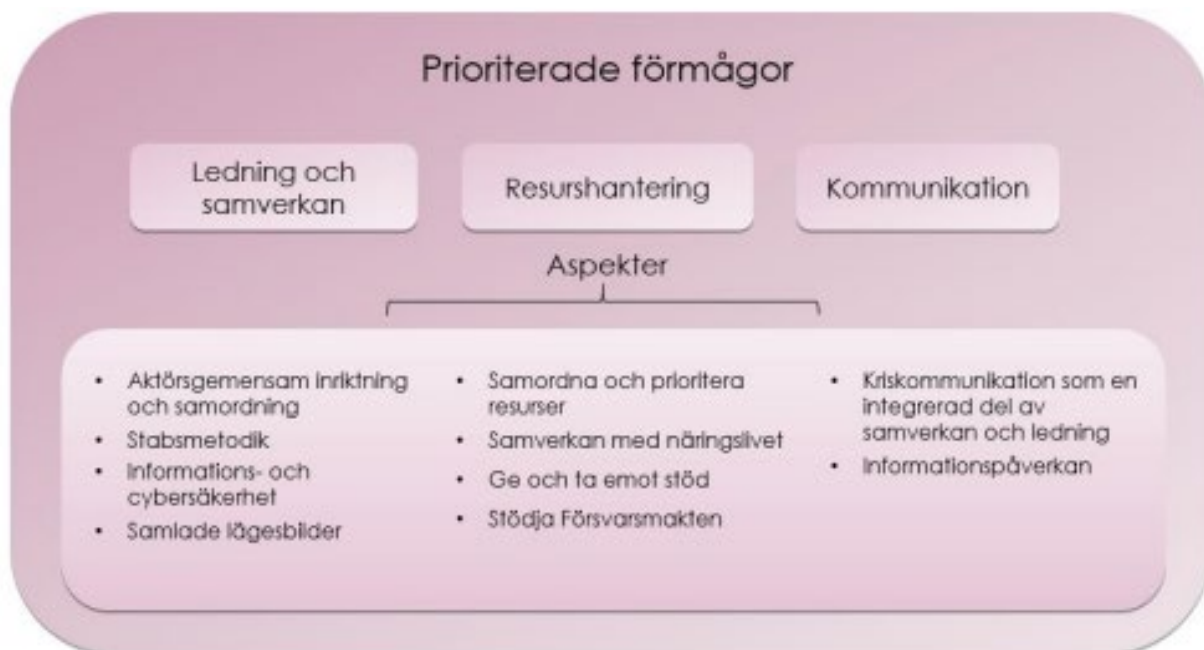 Prioriterade förmågor
Ledning och
samverkan
Resurshantering
Kommunikation
Aspekter
• Aktörsgemensam inriktning
och samordning
• Stabsmetodik
• Informations- och
cybersäkerhet
• Samlade lägesbilder
• Samordna och prioritera
resurser
• Samverkan med näringslivet
• Ge och ta emot stöd
• Stödja Försvarsmakten
• Kriskommunikation som en
integrerad del av
samverkan och ledning
• Informationspåverkan